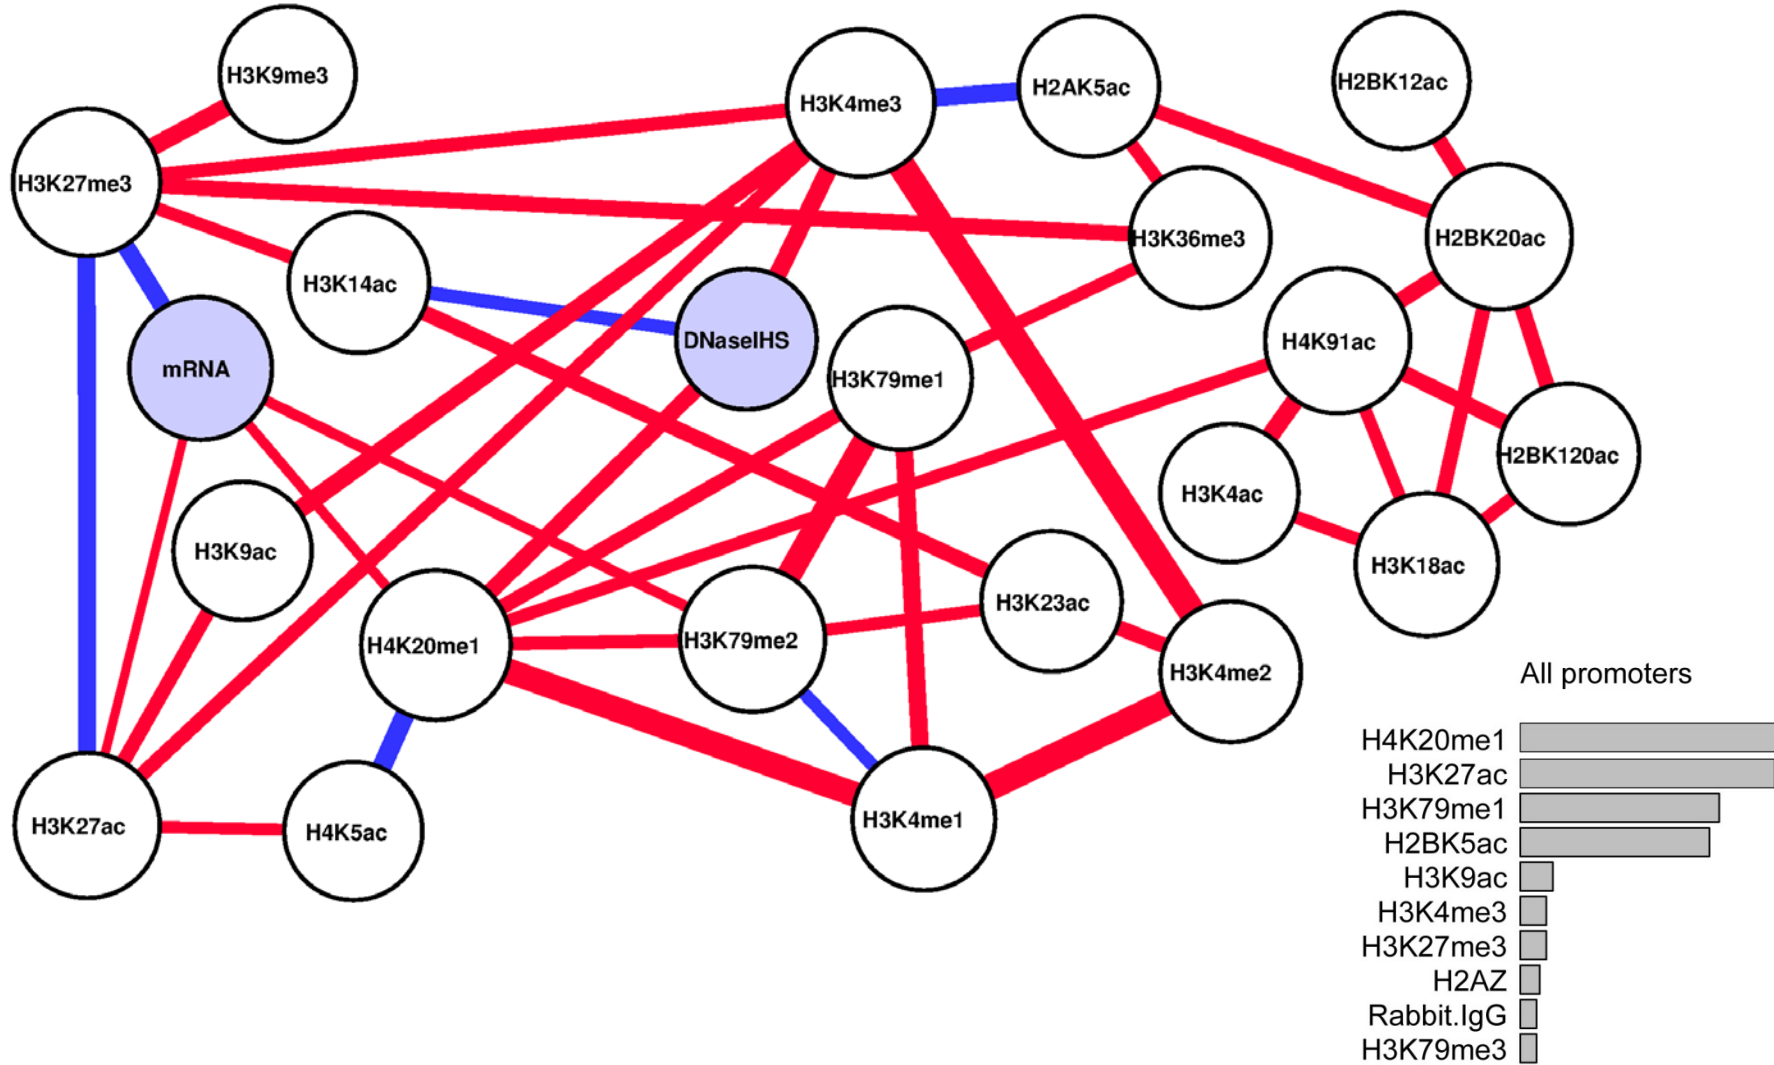 H3K9me3
H3K4me3
H2AK5ac
H2BK12ac
H3K27me3
H3K14ac
H3K36me3
H2BK20ac
mRNA
DNaseIHS
H3K79me1
H4K91ac
H3K9ac
H3K4ac
H2BK120ac
H4K20me1
H3K79me2
H3K23ac
H3K18ac
H3K4me2
H3K27ac
H4K5ac
H3K4me1
All promoters
H4K20me1
H3K27ac
H3K79me1
H2BK5ac
H3K9ac
H3K4me3
H3K27me3
H2AZ
Rabbit.IgG
H3K79me3